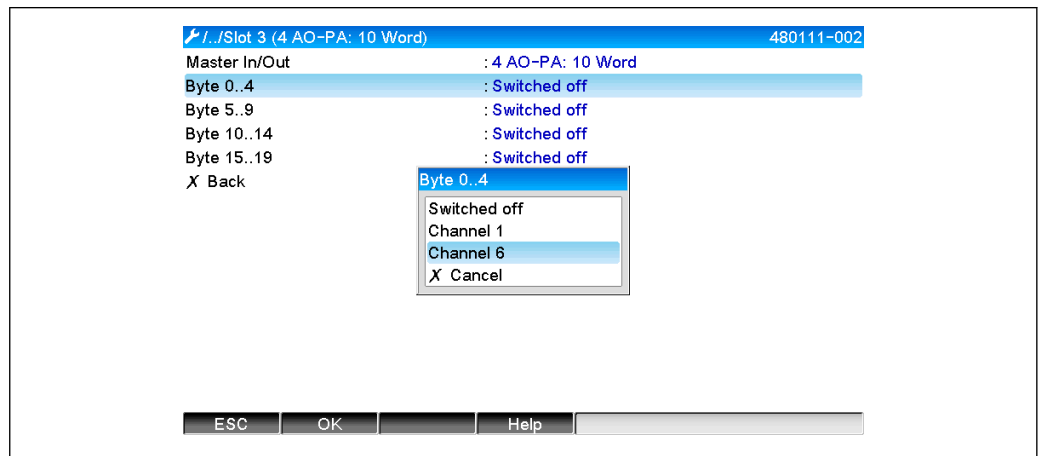 /../Slot 3 (4 AO-PA: 10 Word) 480111-002
Master In/Out : 4 AO-PA: 10 Word
Byte 0..4 : Switched off
Byte 5..9 : Switched off
Byte 10..14 : Switched off
Byte 15..19 : Switched off
X Back
Byte 0..4
Switched off
Channel 1
Channel 6
X Cancel
ESC OK Help